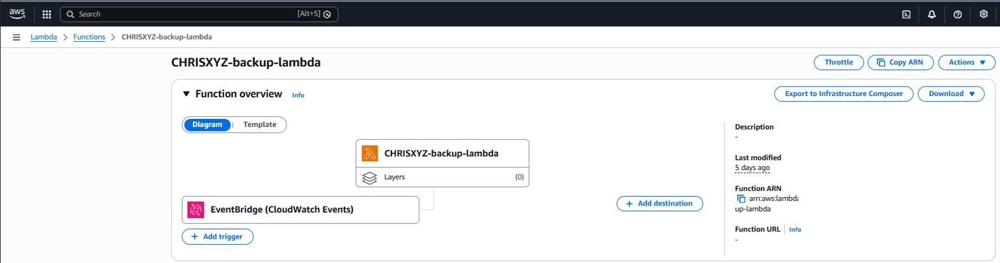 aws
Search [Alt+S]
Lambda > Functions > CHRISXYZ-backup-lambda
CHRISXYZ-backup-lambda
Throttle
Copy ARN
Actions
Function overview Info
Export to Infrastructure Composer
Download
Diagram | Template
CHRISXYZ-backup-lambda
Layers (0)
EventBridge (CloudWatch Events)
+ Add trigger
+ Add destination
Description
-
Last modified
5 days ago
Function ARN
arn:aws:lambda
up-lambda
Function URL | Info
-